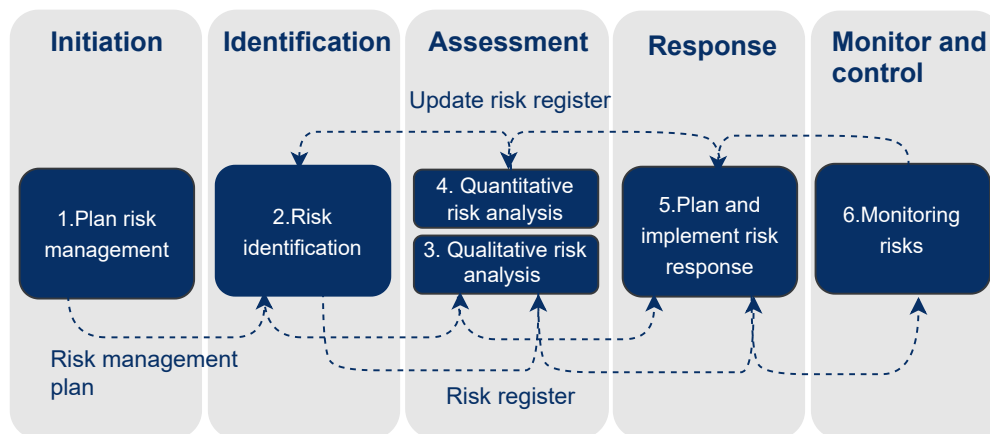 Initiation
Identification
Assessment
Response
Monitor and
control
Update risk register
1.Plan risk
management
2.Risk
identification
4. Quantitative
risk analysis
3. Qualitative risk
analysis
5.Plan and
implement risk
response
6.Monitoring
risks
Risk management
plan
Risk register